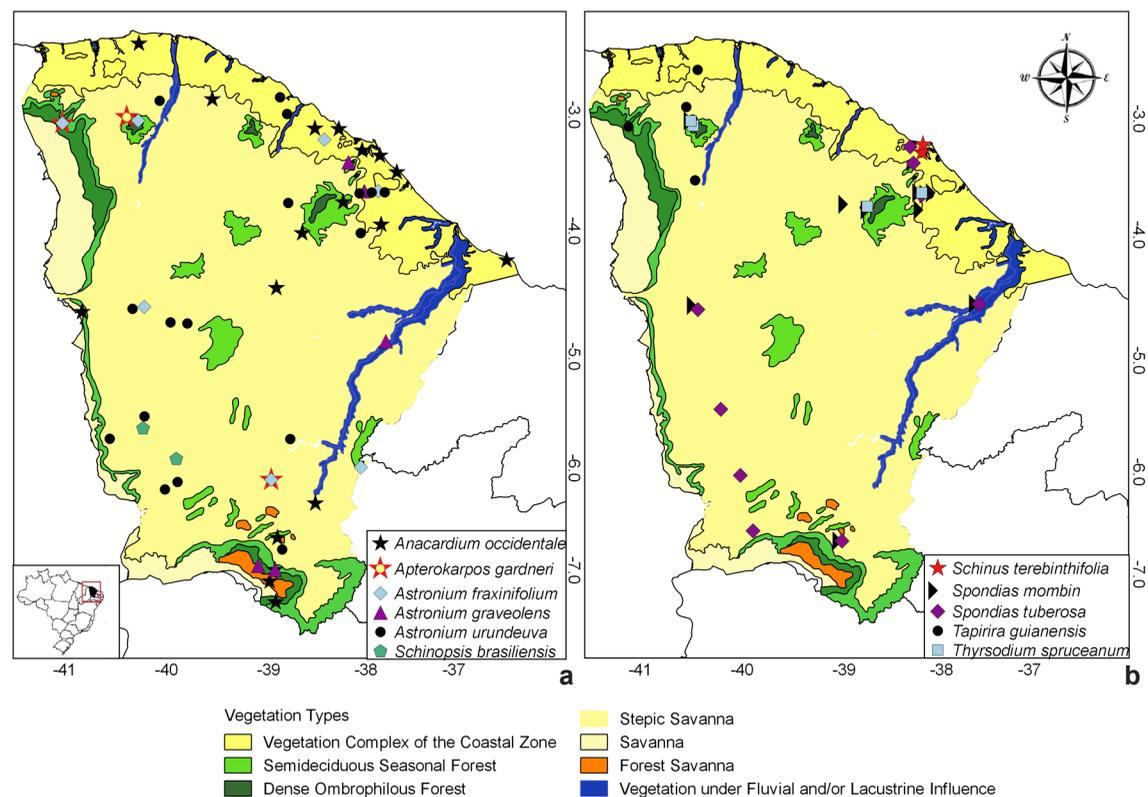 N
W
E
S
-3.0
-3.0
-4.0
-4.0
-5.0
-5.0
-6.0
-6.0
-7.0
-7.0
Anacardium occidentale
Apterokarpos gardneri
Astronium fraxinifolium
Astronium graveolens
Astronium urundeuva
Schinopsis brasiliensis
Schinus terebinthifolia
Spondias mombin
Spondias tuberosa
Tapirira guianensis
Thyrsodium spruceanum
-41 -40 -39 -38 -37
a
-41 -40 -39 -38 -37
b
Vegetation Types
Vegetation Complex of the Coastal Zone
Semideciduous Seasonal Forest
Dense Ombrophilous Forest
Stepic Savanna
Savanna
Forest Savanna
Vegetation under Fluvial and/or Lacustrine Influence